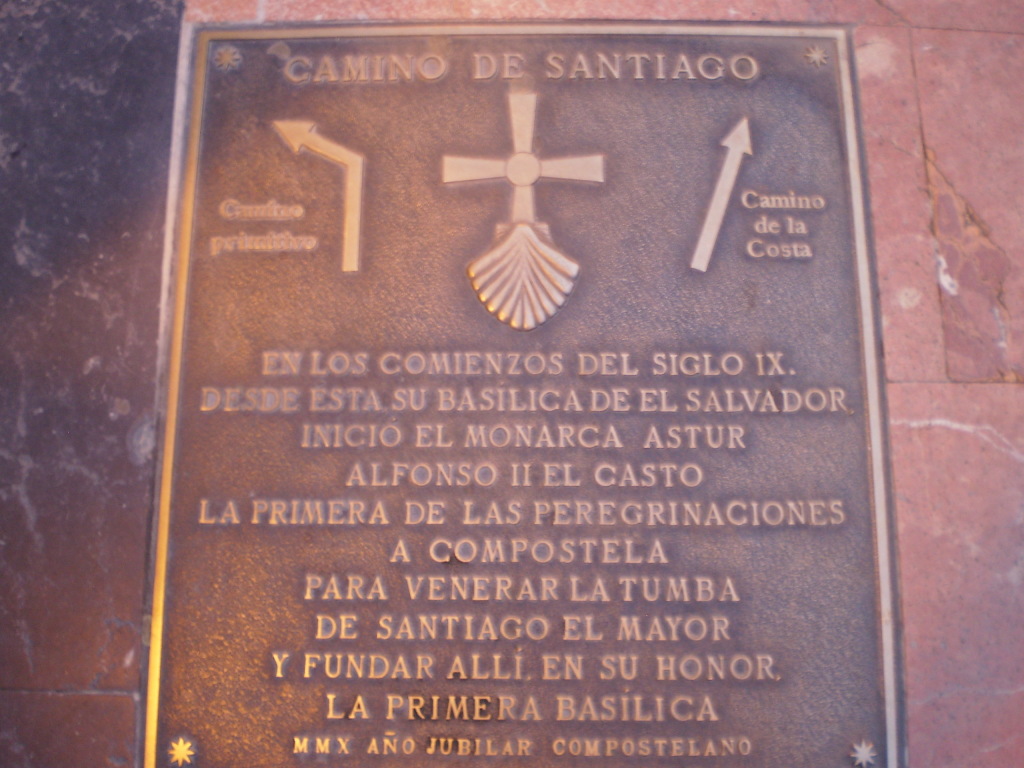 CAMINO DE SANTIAGO
Camino
primitivo
Camino
de la
Costa
EN LOS COMIENZOS DEL SIGLO IX.
DESDE ESTA SU BASÍLICA DE EL SALVADOR,
INICIÓ EL MONARCA ASTUR
ALFONSO II EL CASTO
LA PRIMERA DE LAS PEREGRINACIONES
A COMPOSTELA
PARA VENERAR LA TUMBA
DE SANTIAGO EL MAYOR
Y FUNDAR ALLÍ, EN SU HONOR,
LA PRIMERA BASÍLICA
MMX AÑO JUBILAR COMPOSTELANO